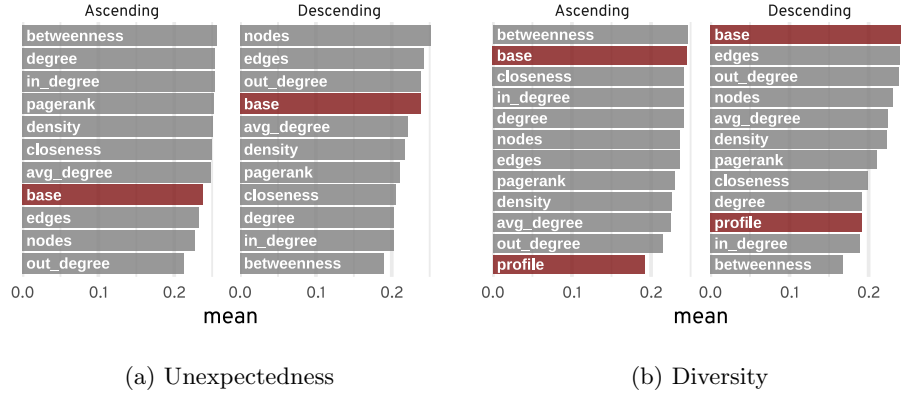 Ascending
betweenness
degree
in_degree
pagerank
density
closeness
avg_degree
base
edges
nodes
out_degree
0.0 0.1 0.2
Descending
nodes
edges
out_degree
base
avg_degree
density
pagerank
closeness
degree
in_degree
betweenness
0.0 0.1 0.2
mean
(a) Unexpectedness
Ascending
betweenness
base
closeness
in_degree
degree
nodes
edges
pagerank
density
avg_degree
out_degree
profile
0.0 0.1 0.2
Descending
base
edges
out_degree
nodes
avg_degree
density
pagerank
closeness
degree
profile
in_degree
betweenness
0.0 0.1 0.2
mean
(b) Diversity